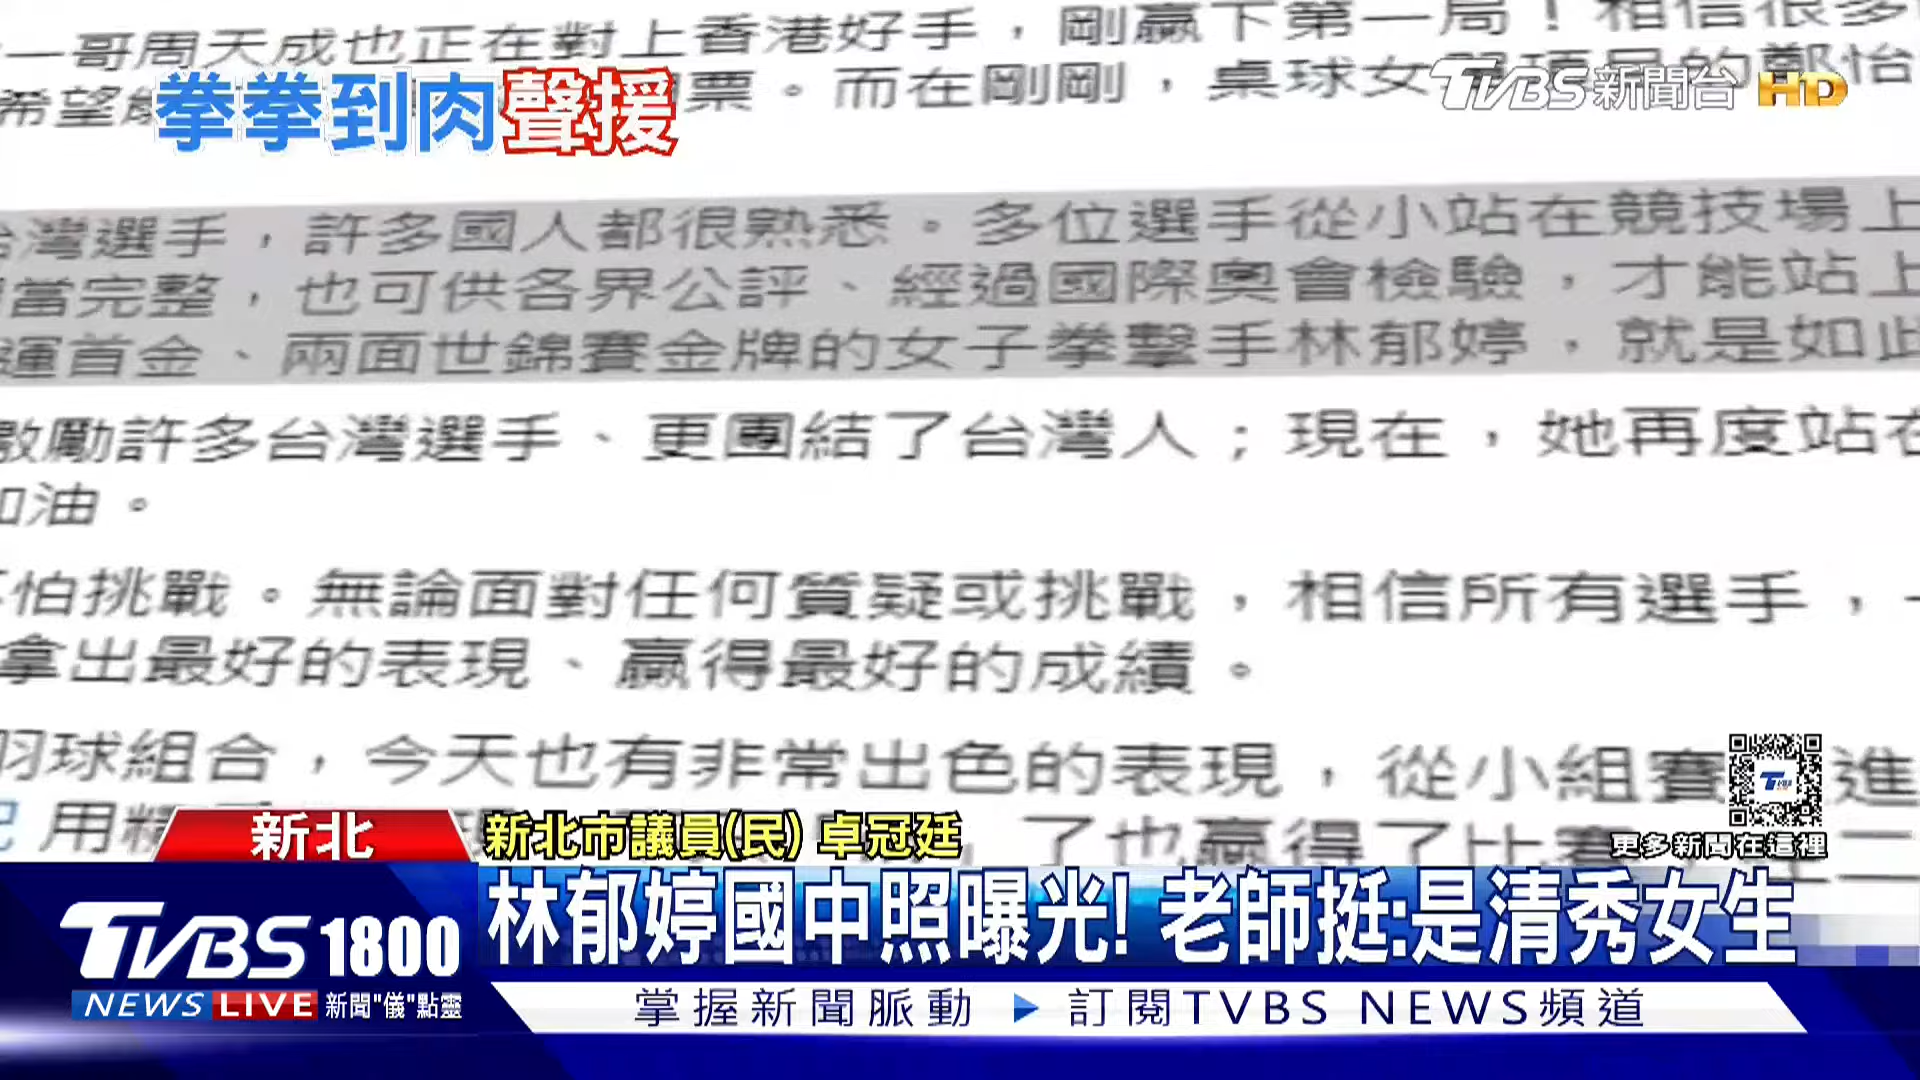 一哥周天成也正在對上香港好手，剛贏下第一局！相信很多
希望 票。而在剛剛，桌球女單項目的鄭怡
拳拳到肉聲援
TVBS新聞台 HD
台灣選手，許多國人都很熟悉。多位選手從小站在競技場上
當完整，也可供各界公評、經過國際奧會檢驗，才能站上
運首金、兩面世錦賽金牌的女子拳擊手林郁婷，就是如此
激勵許多台灣選手、更團結了台灣人；現在，她再度站在
加油。
怕挑戰。無論面對任何質疑或挑戰，相信所有選手，
拿出最好的表現、贏得最好的成績。
羽球組合，今天也有非常出色的表現，從小組賽 進
用精 了也贏得了比賽 二
TVBS
更多新聞在這裡
新北
新北市議員(民) 卓冠廷
林郁婷國中照曝光! 老師挺:是清秀女生
TVBS 1800
NEWS LIVE 新聞"儀"點靈
掌握新聞脈動 ▶ 訂閱TVBS NEWS頻道